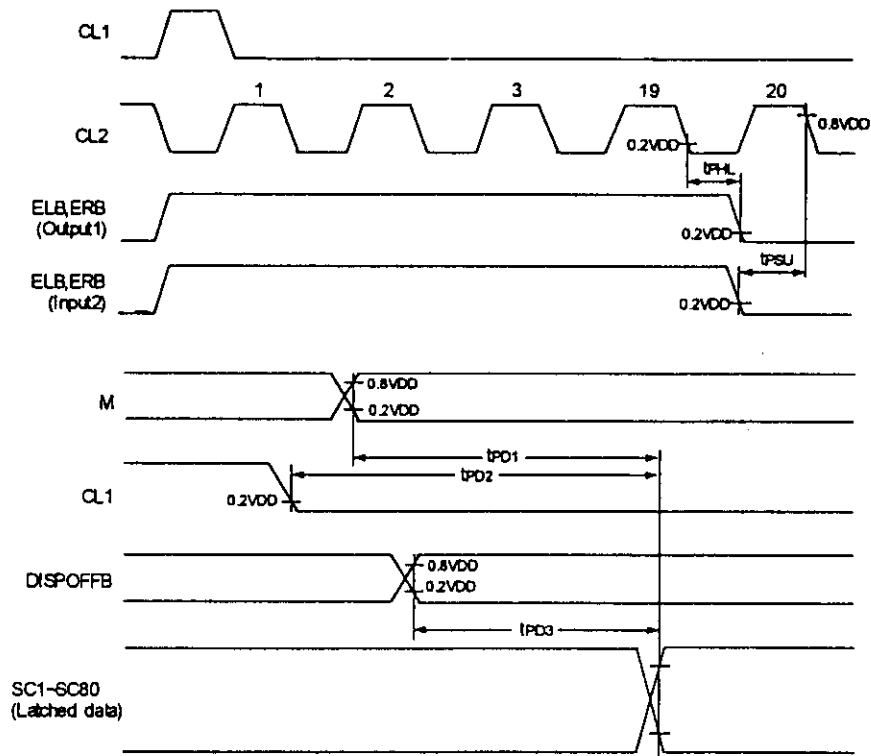 CL1
1 2 3 19 20
CL2
0.2VDD
0.8VDD
tPHL
ELB,ERB
(Output1)
0.2VDD
tPSU
ELB,ERB
(Input2)
0.2VDD
M
0.8VDD
0.2VDD
tPD1
tPD2
CL1
0.2VDD
DISPOFFB
0.8VDD
0.2VDD
tPD3
SC1~SC80
(Latched data)